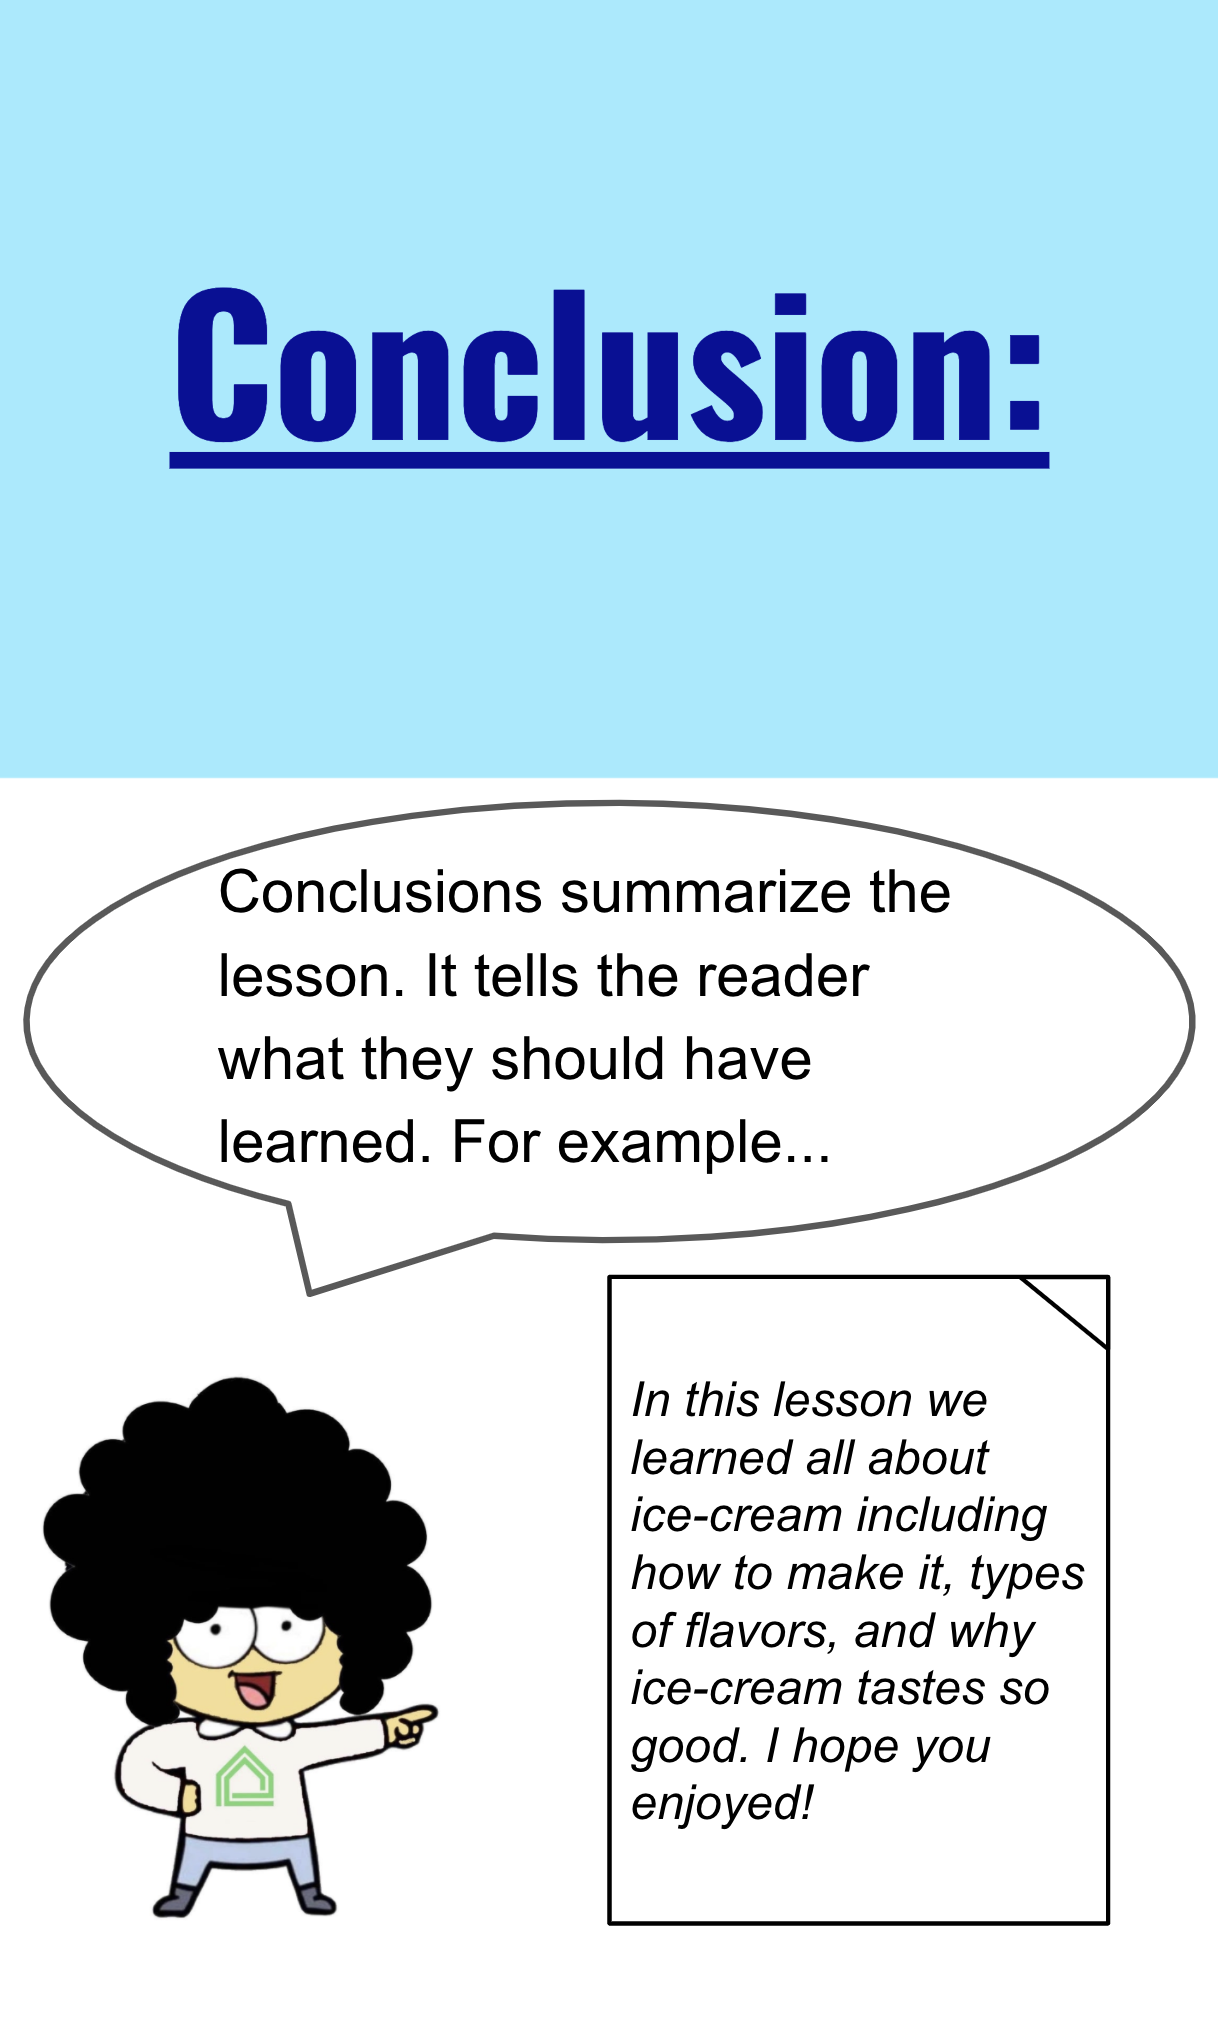 Conclusion:
Conclusions summarize the
lesson. It tells the reader
what they should have
learned. For example...
In this lesson we
learned all about
ice-cream including
how to make it, types
of flavors, and why
ice-cream tastes so
good. I hope you
enjoyed!